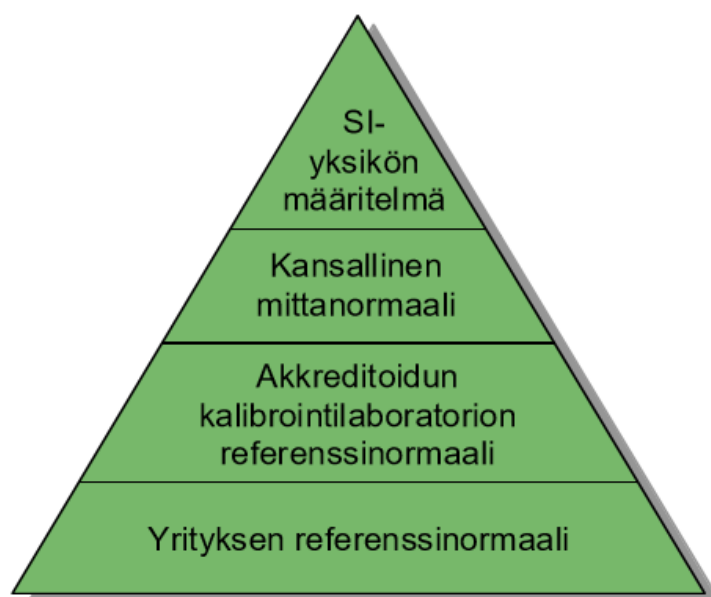 SI-
yksikön
määritelmä
Kansallinen
mittanormaali
Akkreditoidun
kalibrointilaboratorion
referenssinormaali
Yrityksen referenssinormaali